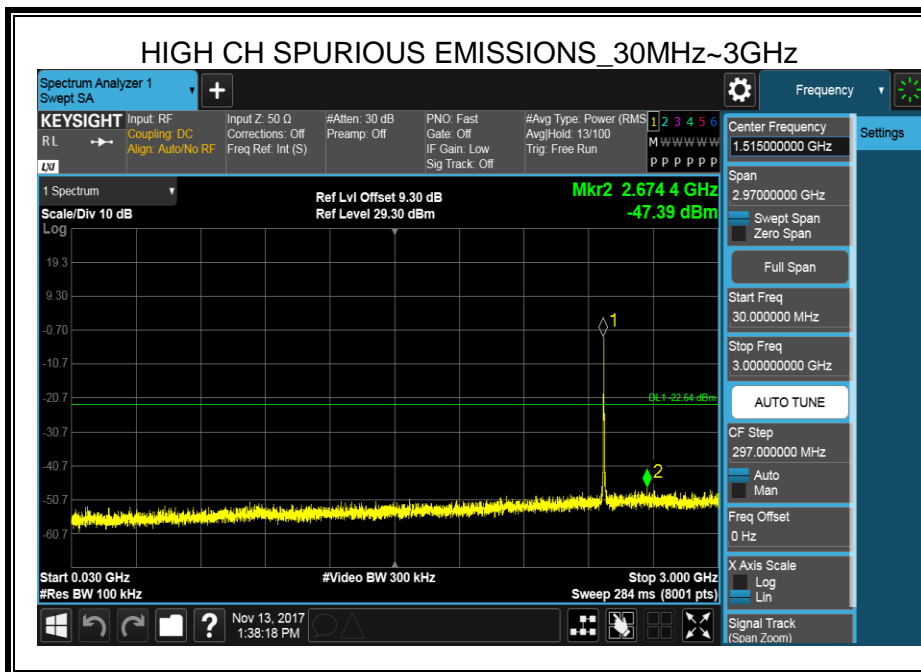 HIGH CH SPURIOUS EMISSIONS_30MHz~3GHz
Spectrum Analyzer 1
Swept SA
+
Frequency
KEYSIGHT
RL
LXI
Input: RF
Coupling: DC
Align: Auto/No RF
Input Z: 50 Ω
Corrections: Off
Freq Ref: Int (S)
#Atten: 30 dB
Preamp: Off
PNO: Fast
Gate: Off
IF Gain: Low
Sig Track: Off
#Avg Type: Power (RMS
Avg|Hold: 13/100
Trig: Free Run
1 2 3 4 5 6
M W W W W W
P P P P P P
1 Spectrum
Scale/Div 10 dB
Log
Ref Lvl Offset 9.30 dB
Ref Level 29.30 dBm
Mkr2 2.674 4 GHz
-47.39 dBm
19.3
9.30
-0.70
-10.7
-20.7
-30.7
-40.7
-50.7
-60.7
1
DL1 -22.64 dBm
2
Start 0.030 GHz
#Res BW 100 kHz
#Video BW 300 kHz
Stop 3.000 GHz
Sweep 284 ms (8001 pts)
Center Frequency
1.515000000 GHz
Span
2.97000000 GHz
Swept Span
Zero Span
Full Span
Start Freq
30.000000 MHz
Stop Freq
3.000000000 GHz
AUTO TUNE
CF Step
297.000000 MHz
Auto
Man
Freq Offset
0 Hz
X Axis Scale
Log
Lin
Signal Track
(Span Zoom)
Settings
?
Nov 13, 2017
1:38:18 PM